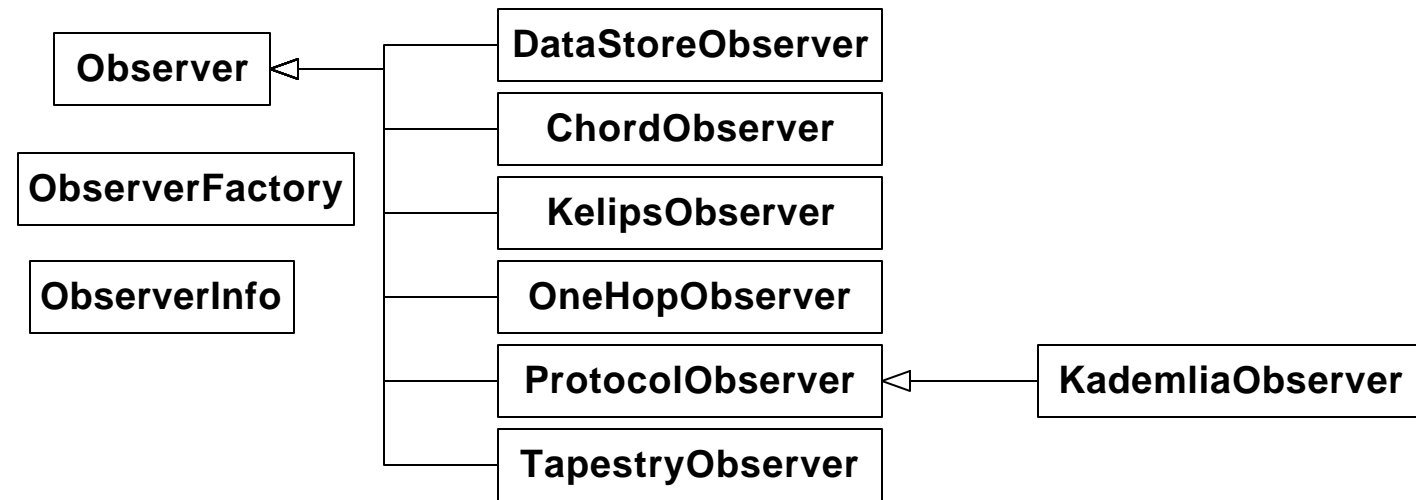 Observer
ObserverFactory
ObserverInfo
DataStoreObserver
ChordObserver
KelipsObserver
OneHopObserver
ProtocolObserver
TapestryObserver
KademliaObserver